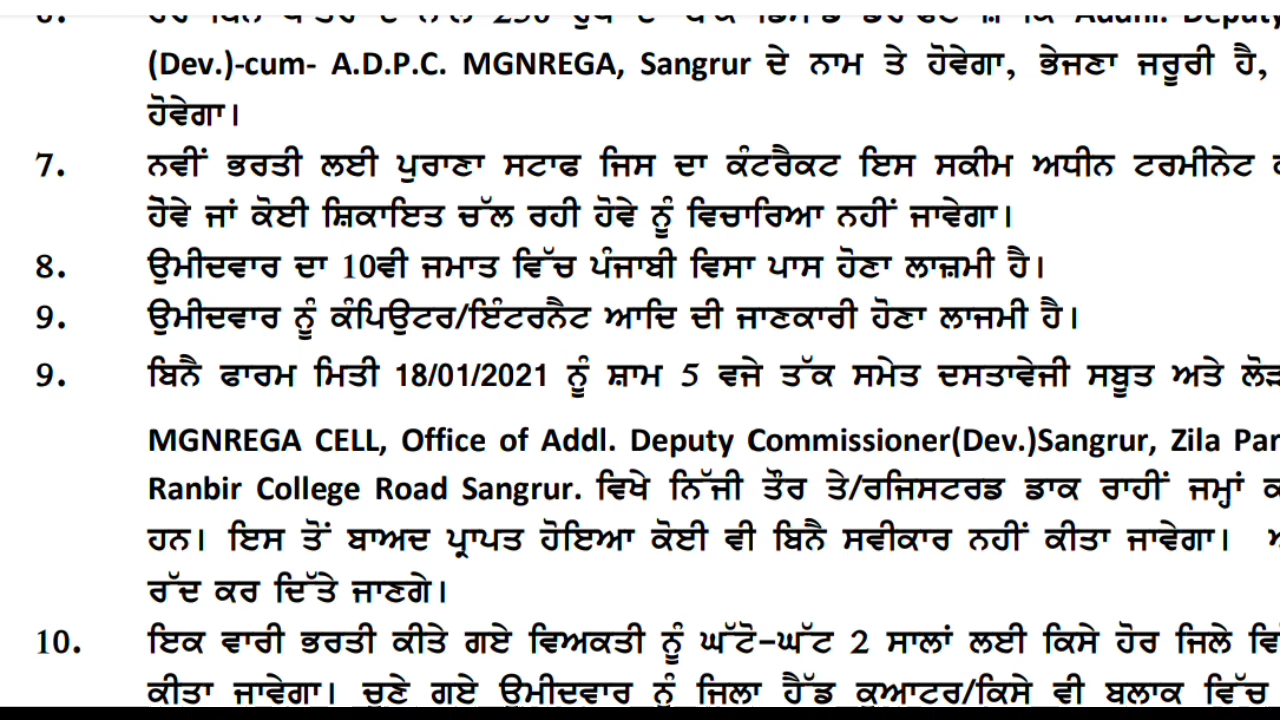 (Dev.)-cum- A.D.P.C. MGNREGA, Sangrur ਦੇ ਨਾਮ ਤੇ ਹੋਵੇਗਾ, ਭੇਜਣਾ ਜਰੂਰੀ ਹੈ,
ਹੋਵੇਗਾ।
7. ਨਵੀਂ ਭਰਤੀ ਲਈ ਪੁਰਾਣਾ ਸਟਾਫ ਜਿਸ ਦਾ ਕੰਟਰੈਕਟ ਇਸ ਸਕੀਮ ਅਧੀਨ ਟਰਮੀਨੇਟ
ਹੋਵੇ ਜਾਂ ਕੋਈ ਸ਼ਿਕਾਇਤ ਚੱਲ ਰਹੀ ਹੋਵੇ ਨੂੰ ਵਿਚਾਰਿਆ ਨਹੀਂ ਜਾਵੇਗਾ।
8. ਉਮੀਦਵਾਰ ਦਾ 10ਵੀ ਜਮਾਤ ਵਿੱਚ ਪੰਜਾਬੀ ਵਿਸਾ ਪਾਸ ਹੋਣਾ ਲਾਜ਼ਮੀ ਹੈ।
9. ਉਮੀਦਵਾਰ ਨੂੰ ਕੰਪਿਉਟਰ/ਇੰਟਰਨੈਟ ਆਦਿ ਦੀ ਜਾਣਕਾਰੀ ਹੋਣਾ ਲਾਜਮੀ ਹੈ।
9. ਬਿਨੈ ਫਾਰਮ ਮਿਤੀ 18/01/2021 ਨੂੰ ਸ਼ਾਮ 5 ਵਜੇ ਤੱਕ ਸਮੇਤ ਦਸਤਾਵੇਜੀ ਸਬੂਤ ਅਤੇ
MGNREGA CELL, Office of Addl. Deputy Commissioner(Dev.)Sangrur, Zila
Ranbir College Road Sangrur. ਵਿਖੇ ਨਿੱਜੀ ਤੌਰ ਤੇ/ਰਜਿਸਟਰਡ ਡਾਕ ਰਾਹੀਂ ਜਮ੍ਹਾਂ
ਹਨ। ਇਸ ਤੋਂ ਬਾਅਦ ਪ੍ਰਾਪਤ ਹੋਇਆ ਕੋਈ ਵੀ ਬਿਨੈ ਸਵੀਕਾਰ ਨਹੀਂ ਕੀਤਾ ਜਾਵੇਗਾ।
ਰੱਦ ਕਰ ਦਿੱਤੇ ਜਾਣਗੇ।
10. ਇਕ ਵਾਰੀ ਭਰਤੀ ਕੀਤੇ ਗਏ ਵਿਅਕਤੀ ਨੂੰ ਘੱਟੋ-ਘੱਟ 2 ਸਾਲਾਂ ਲਈ ਕਿਸੇ ਹੋਰ ਜਿਲੇ
ਕੀਤਾ ਜਾਵੇਗਾ। ਚੁਣੇ ਗਏ ਉਮੀਦਵਾਰ ਨੂੰ ਜਿਲਾ ਹੈੱਡ ਕੁਆਟਰ/ਕਿਸੇ ਵੀ ਬਲਾਕ ਵਿੱਚ